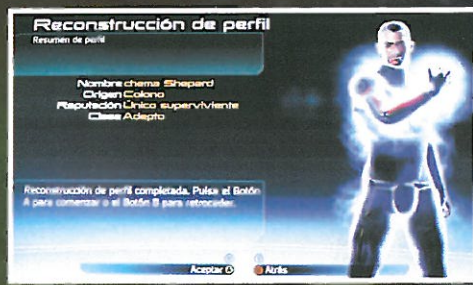 Reconstrucción de perfil
Resumen de perfil
Nombre chema Shepard
Origen Colono
Reputación Único superviviente
Clase Adepto
Reconstrucción de perfil completada. Pulsa el Botón
A para comenzar o el Botón B para retroceder.
Aceptar A
B Atrás